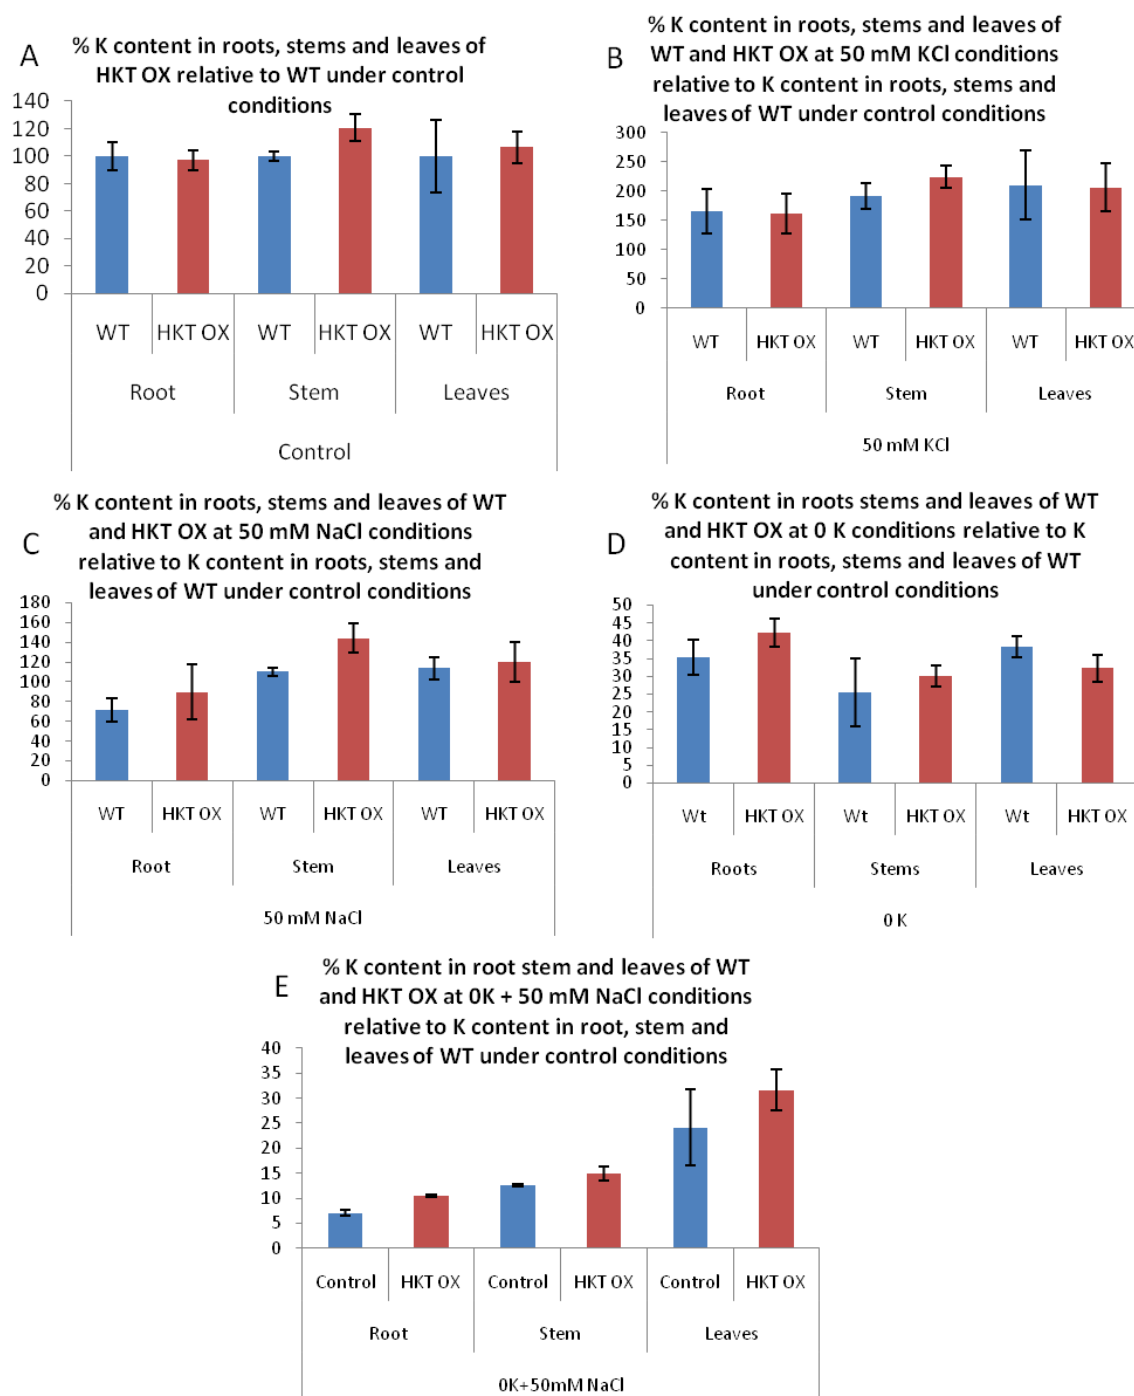 A
% K content in roots, stems and leaves of
HKT OX relative to WT under control
conditions
140
120
100
80
60
40
20
0
WT HKT OX WT HKT OX WT HKT OX
Root Stem Leaves
Control
B
% K content in roots, stems and leaves of
WT and HKT OX at 50 mM KCl conditions
relative to K content in roots, stems and
leaves of WT under control conditions
300
250
200
150
100
50
0
WT HKT OX WT HKT OX WT HKT OX
Root Stem Leaves
50 mM KCl
C
% K content in roots, stems and leaves of WT
and HKT OX at 50 mM NaCl conditions
relative to K content in roots, stems and
leaves of WT under control conditions
180
160
140
120
100
80
60
40
20
0
WT HKT OX WT HKT OX WT HKT OX
Root Stem Leaves
50 mM NaCl
D
% K content in roots stems and leaves of WT
and HKT OX at 0 K conditions relative to K
content in roots, stems and leaves of WT
under control conditions
50
45
40
35
30
25
20
15
10
5
0
Wt HKT OX Wt HKT OX Wt HKT OX
Roots Stems Leaves
0 K
E
% K content in root stem and leaves of WT
and HKT OX at 0K + 50 mM NaCl conditions
relative to K content in root, stem and
leaves of WT under control conditions
40
35
30
25
20
15
10
5
0
Control HKT OX Control HKT OX Control HKT OX
Root Stem Leaves
0K+50mM NaCl